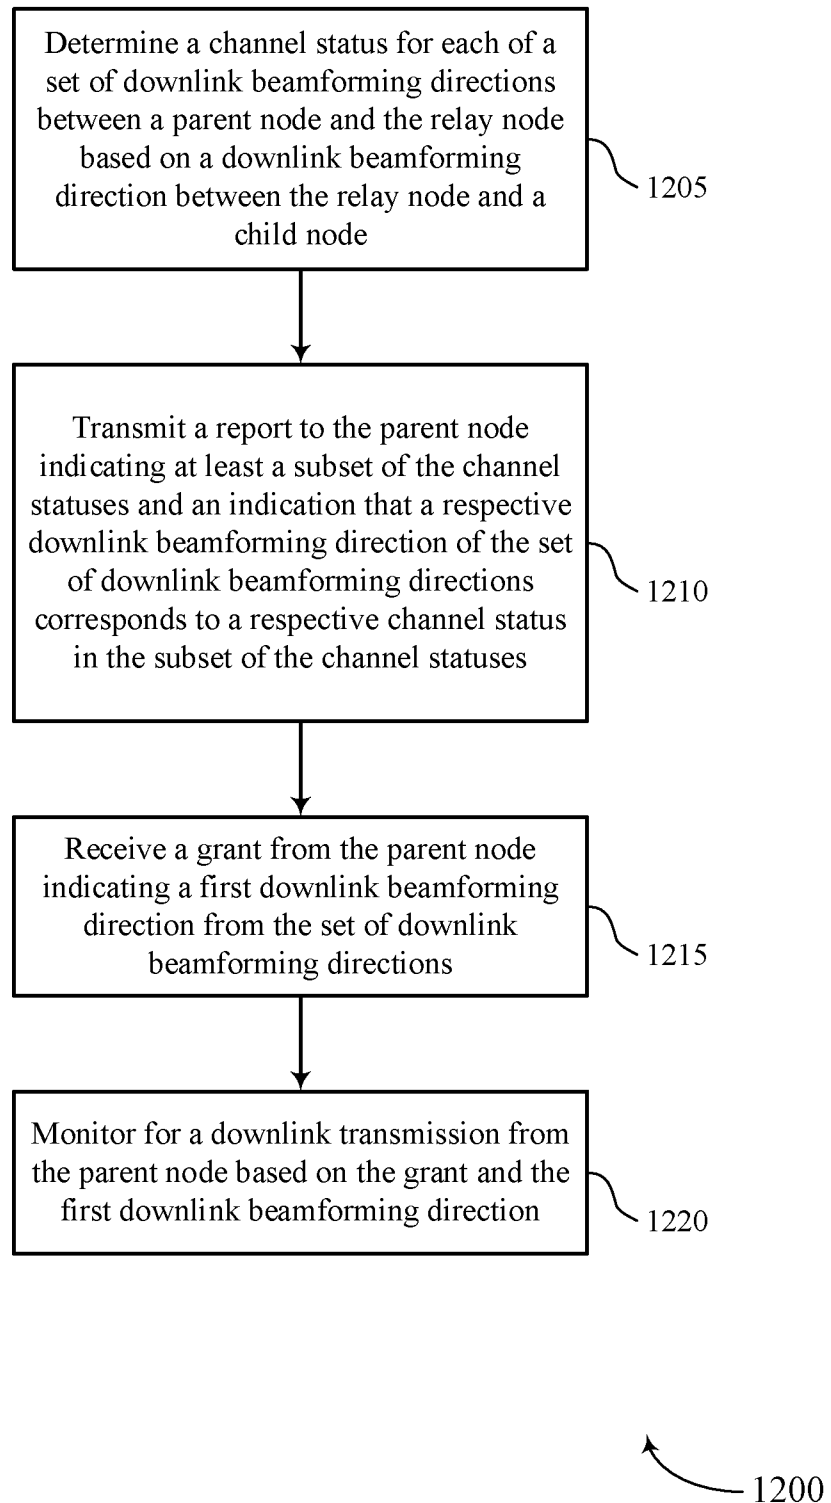 Determine a channel status for each of a
set of downlink beamforming directions
between a parent node and the relay node
based on a downlink beamforming
direction between the relay node and a
child node
1205
Transmit a report to the parent node
indicating at least a subset of the channel
statuses and an indication that a respective
downlink beamforming direction of the set
of downlink beamforming directions
corresponds to a respective channel status
in the subset of the channel statuses
1210
Receive a grant from the parent node
indicating a first downlink beamforming
direction from the set of downlink
beamforming directions
1215
Monitor for a downlink transmission from
the parent node based on the grant and the
first downlink beamforming direction
1220
1200